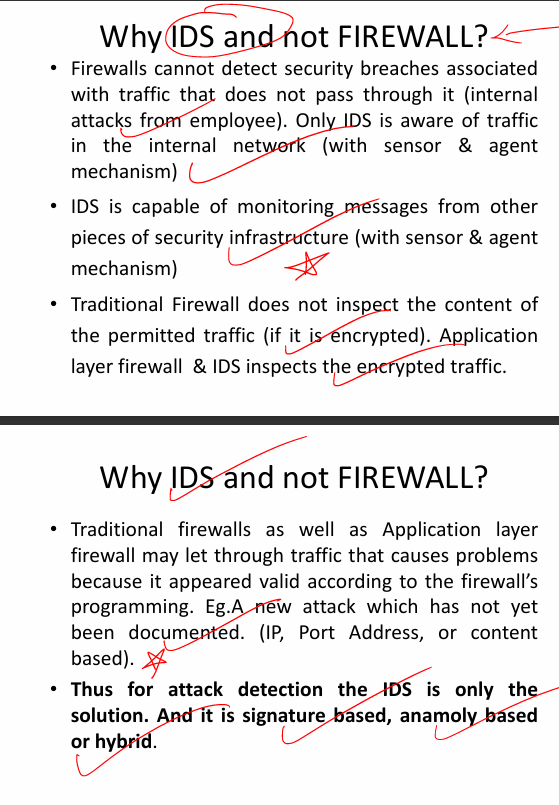 Why IDS and not FIREWALL?
• Firewalls cannot detect security breaches associated
with traffic that does not pass through it (internal
attacks from employee). Only IDS is aware of traffic
in the internal network (with sensor & agent
mechanism)
• IDS is capable of monitoring messages from other
pieces of security infrastructure (with sensor & agent
mechanism)
• Traditional Firewall does not inspect the content of
the permitted traffic (if it is encrypted). Application
layer firewall & IDS inspects the encrypted traffic.
Why IDS and not FIREWALL?
• Traditional firewalls as well as Application layer
firewall may let through traffic that causes problems
because it appeared valid according to the firewall’s
programming. Eg.A new attack which has not yet
been documented. (IP, Port Address, or content
based).
• Thus for attack detection the IDS is only the
solution. And it is signature based, anamoly based
or hybrid.